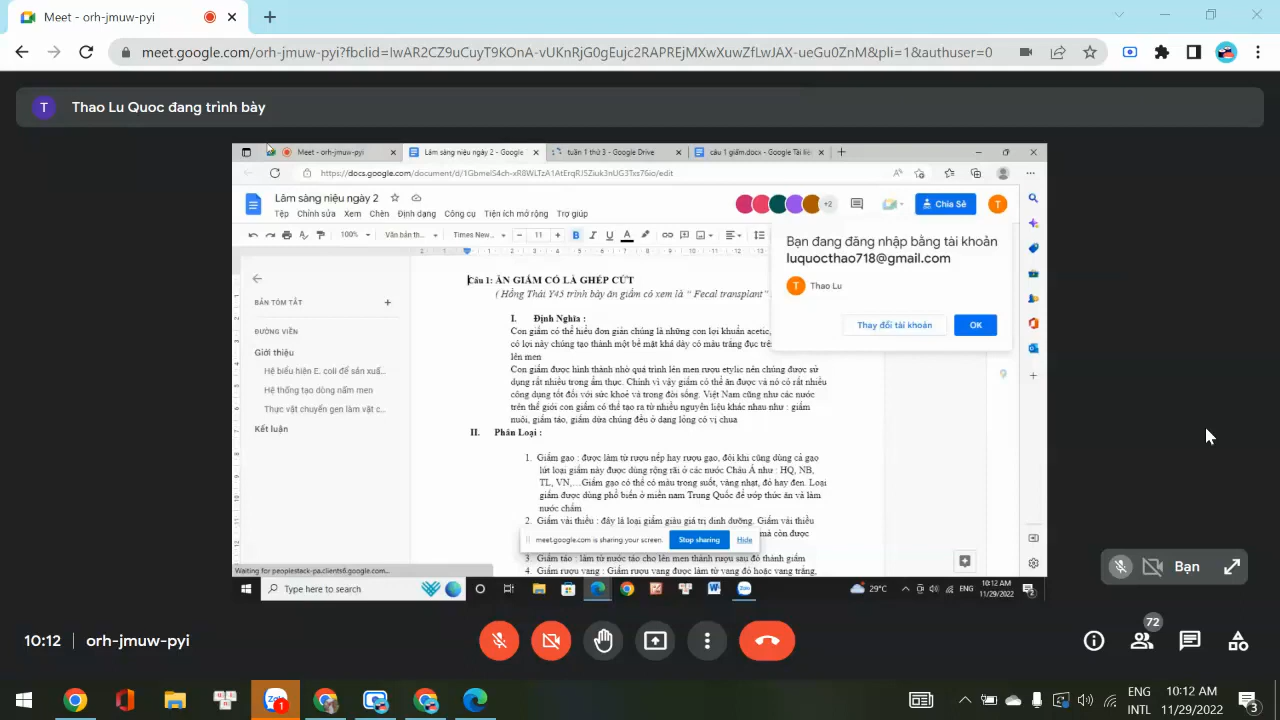 Meet - orh-jmuw-pyi
meet.google.com/orh-jmuw-pyi?fbclid=IwAR2CZ9uCuyT9KOnA-vUKnRjG0gEujc2RAPREjMXwXuwZfLwJAX-ueGu0ZnM&pli=1&authuser=0
T Thao Lu Quoc đang trình bày
Meet - orh-jmuw-pyi
Lâm sàng niệu ngày 2 - Google
tuần 1 thứ 3 - Google Drive
câu 1 giấm.docx - Google Tài liệ
https://docs.google.com/document/d/1GbmeiS4ch-xR8WLTzA1AtErqRJSZiuk3nUG3Txs76io/edit
Lâm sàng niệu ngày 2
+2
Chia Sẻ
T
Tệp Chỉnh sửa Xem Chèn Định dạng Công cụ Tiện ích mở rộng Trợ giúp
100% Văn bản th... Times New... 11 B I U A
Bạn đang đăng nhập bằng tài khoản
luquocthao718@gmail.com
T Thao Lu
Thay đổi tài khoản OK
BẢN TÓM TẮT
ĐƯỜNG VIỀN
Giới thiệu
Hệ biểu hiện E. coli để sản xuấ...
Hệ thống tạo dòng nấm men
Thực vật chuyển gen làm vật c...
Kết luận
Câu 1: ĂN GIẤM CÓ LÀ GHÉP CỨT
( Hồng Thái Y45 trình bày ăn giấm có xem là “ Fecal transplant”
I. Định Nghĩa :
Con giấm có thể hiểu đơn giản chúng là những con lợi khuẩn acetic,
có lợi này chúng tạo thành một bề mặt khá dày có màu trắng đục trê
lên men
Con giấm được hình thành nhờ quá trình lên men rượu etylic nên chúng được sử
dụng rất nhiều trong ẩm thực. Chính vì vậy giấm có thể ăn được và nó có rất nhiều
công dụng tốt đối với sức khoẻ và trong đời sống. Việt Nam cũng như các nước
trên thế giới con giấm có thể tạo ra từ nhiều nguyên liệu khác nhau như : giấm
nuôi, giấm táo, giấm dừa chúng đều ở dạng lỏng có vị chua
II. Phân Loại :
1. Giấm gạo : được làm từ rượu nếp hay rượu gạo, đôi khi cũng dùng cả gạo
lứt loại giấm này được dùng rộng rãi ở các nước Châu Á như : HQ, NB,
TL, VN,…Giấm gạo có thể có màu trong suốt, vàng nhạt, đỏ hay đen. Loại
giấm được dùng phổ biến ở miền nam Trung Quốc để ướp thức ăn và làm
nước chấm
2. Giấm vải thiều : đây là loại giấm giàu giá trị dinh dưỡng. Giấm vải thiều
mà còn được
meet.google.com is sharing your screen. Stop sharing Hide
3. Giấm táo : làm từ nước táo cho lên men thành rượu sau đó thành giấm
4. Giấm rượu vang : Giấm rượu vang được làm từ vang đỏ hoặc vang trắng,
Waiting for peoplestack-pa.clients6.google.com...
Type here to search
29°C
ENG
10:12 AM
11/29/2022
Bạn
10:12 orh-jmuw-pyi
72
Zalo
1
ENG
INTL
10:12 AM
11/29/2022
3